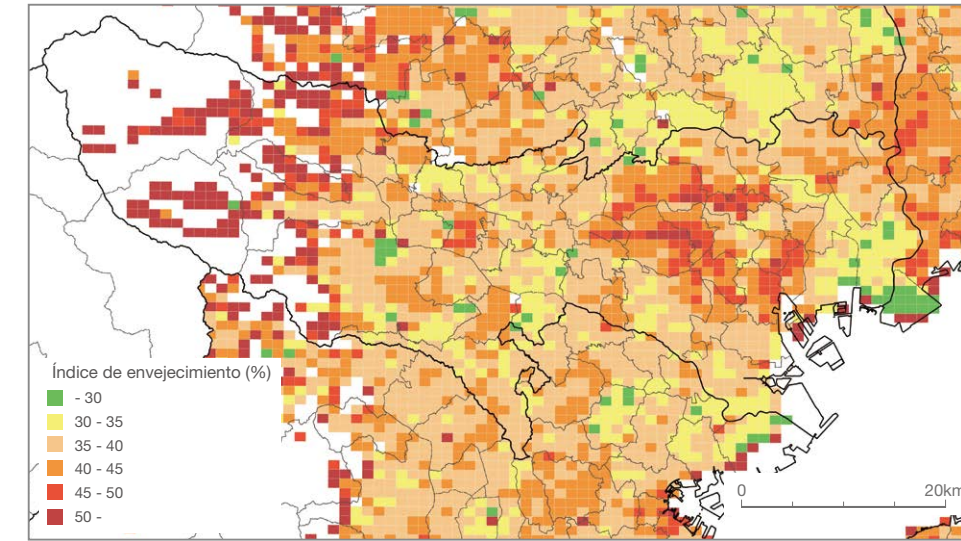 Índice de envejecimiento (%)
- 30
30 - 35
35 - 40
40 - 45
45 - 50
50 -
0 20km